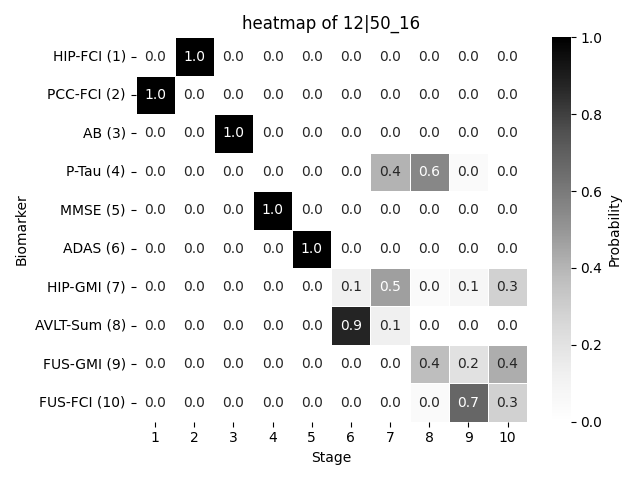 heatmap of 12|50_16
HIP-FCI (1) 0.0 1.0 0.0 0.0 0.0 0.0 0.0 0.0 0.0 0.0
PCC-FCI (2) 1.0 0.0 0.0 0.0 0.0 0.0 0.0 0.0 0.0 0.0
AB (3) 0.0 0.0 1.0 0.0 0.0 0.0 0.0 0.0 0.0 0.0
P-Tau (4) 0.0 0.0 0.0 0.0 0.0 0.0 0.4 0.6 0.0 0.0
MMSE (5) 0.0 0.0 0.0 1.0 0.0 0.0 0.0 0.0 0.0 0.0
ADAS (6) 0.0 0.0 0.0 0.0 1.0 0.0 0.0 0.0 0.0 0.0
HIP-GMI (7) 0.0 0.0 0.0 0.0 0.0 0.1 0.5 0.0 0.1 0.3
AVLT-Sum (8) 0.0 0.0 0.0 0.0 0.0 0.9 0.1 0.0 0.0 0.0
FUS-GMI (9) 0.0 0.0 0.0 0.0 0.0 0.0 0.0 0.4 0.2 0.4
FUS-FCI (10) 0.0 0.0 0.0 0.0 0.0 0.0 0.0 0.0 0.7 0.3
1 2 3 4 5 6 7 8 9 10
Stage
Biomarker
1.0
0.8
0.6
0.4
0.2
0.0
Probability